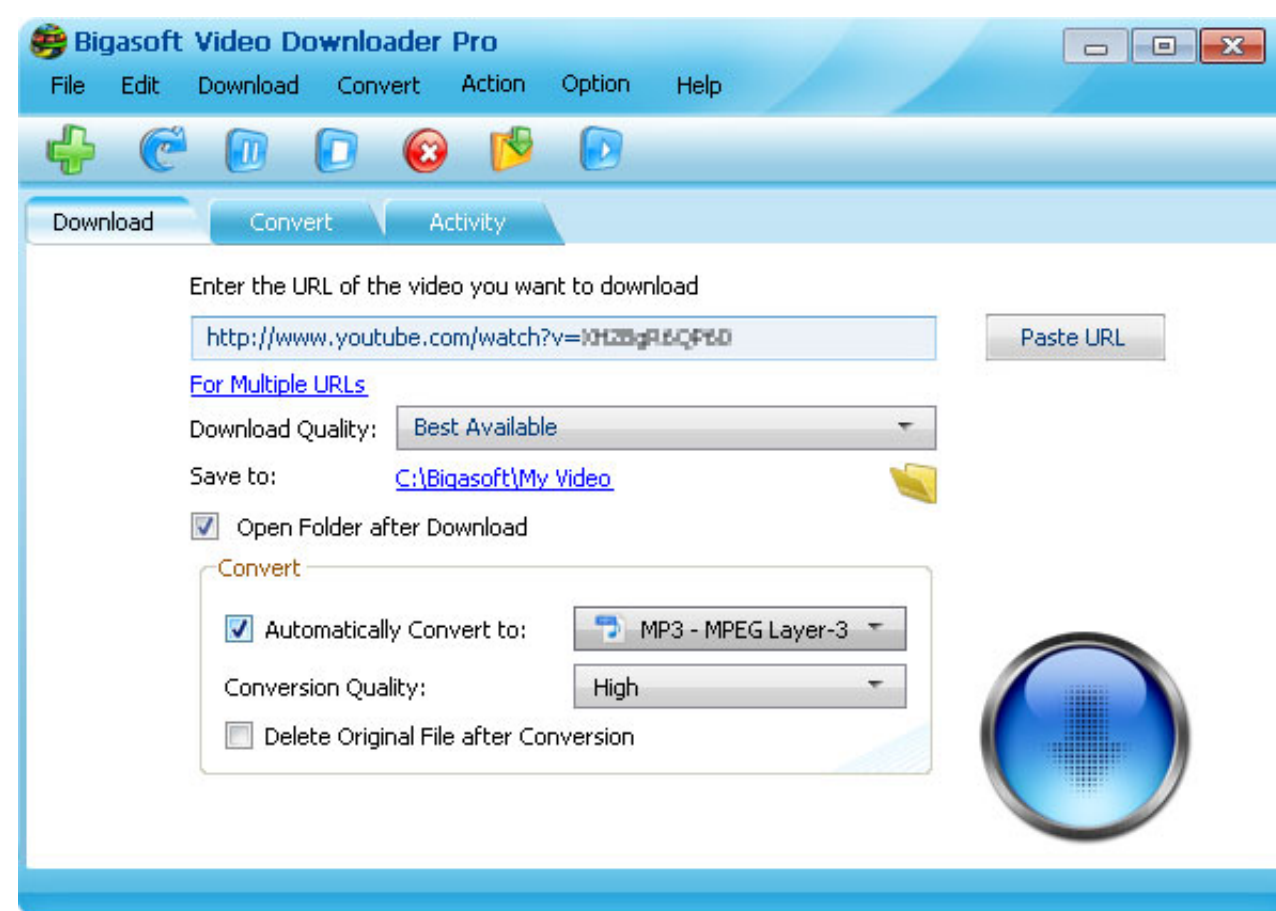 Bigasoft Video Downloader Pro
File Edit Download Convert Action Option Help
Download Convert Activity
Enter the URL of the video you want to download
http://www.youtube.com/watch?v=
Paste URL
For Multiple URLs
Download Quality: Best Available
Save to: C:\Bigasoft\My Video
Open Folder after Download
Convert
Automatically Convert to: MP3 - MPEG Layer-3
Conversion Quality: High
Delete Original File after Conversion